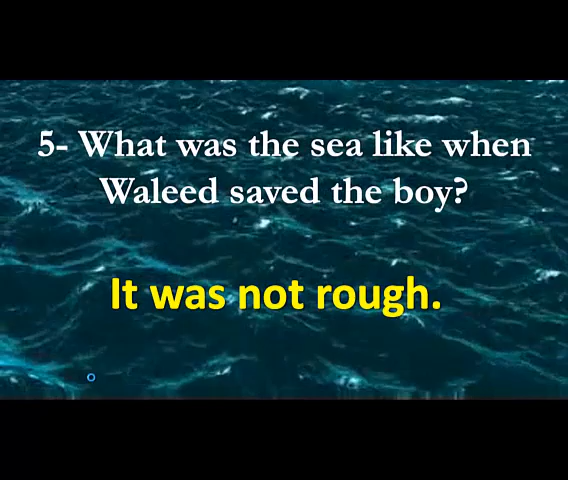 5- What was the sea like when
Waleed saved the boy?
It was not rough.